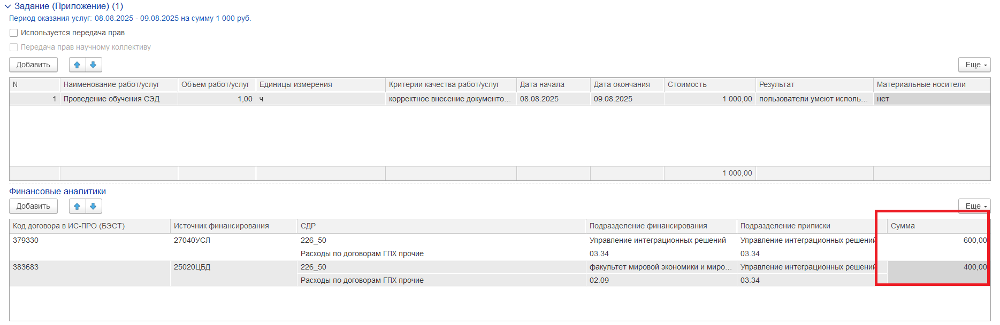 Задание (Приложение) (1)
Период оказания услуг: 08.08.2025 - 09.08.2025 на сумму 1 000 руб.
Используется передача прав
Передача прав научному коллективу
Добавить Еще
N Наименование работ/услуг Объем работ/услуг Единицы измерения Критерии качества работ/услуг Дата начала Дата окончания Стоимость Результат Материальные носители
1 Проведение обучения СЭД 1,00 ч корректное внесение документо... 08.08.2025 09.08.2025 1 000,00 пользователи умеют исполь... нет
1 000,00
Финансовые аналитики
Добавить Еще
Код договора в ИС-ПРО (БЭСТ) Источник финансирования СДР Подразделение финансирования Подразделение приписки Сумма
379330 27040УСЛ 226_50 Управление интеграционных решений Управление интеграционных решений 600,00
Расходы по договорам ГПХ прочие 03.34 03.34
383683 25020ЦБД 226_50 факультет мировой экономики и миро... Управление интеграционных решений 400,00
Расходы по договорам ГПХ прочие 02.09 03.34